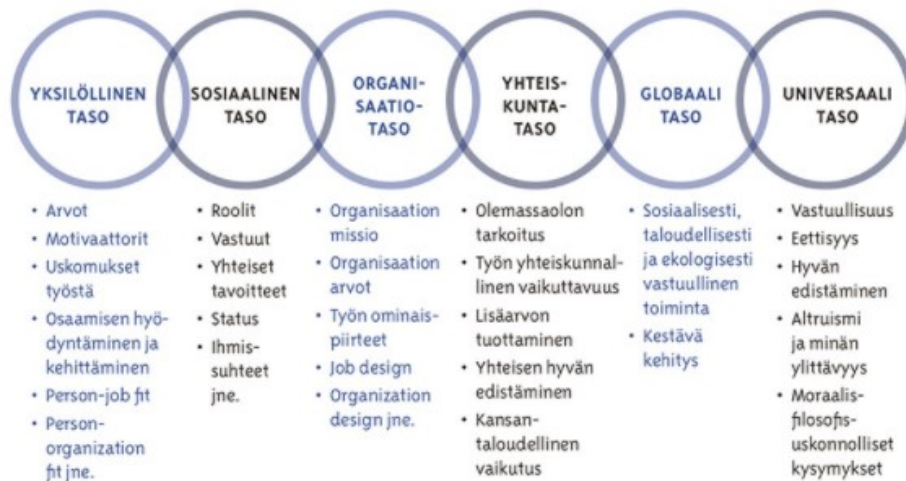 YKSILÖLLINEN
TASO
SOSIAALINEN
TASO
ORGANI-
SAATIO-
TASO
YHTEIS-
KUNTA-
TASO
GLOBAALI
TASO
UNIVERSAALI
TASO
• Arvot
• Motivaattorit
• Uskomukset
työstä
• Osaamisen hyö-
dyntäminen ja
kehittäminen
• Person-job fit
• Person-
organization
fit jne.
• Roolit
• Vastuut
• Yhteiset
tavoitteet
• Status
• Ihmis-
suhteet
jne.
• Organisaation
missio
• Organisaation
arvot
• Työn ominais-
piirteet
• Job design
• Organization
design jne.
• Olemassaolon
tarkoitus
• Työn yhteiskunnal-
linen vaikuttavuus
• Lisäarvon
tuottaminen
• Yhteisen hyvän
edistäminen
• Kansan-
taloudellinen
vaikutus
• Sosiaalisesti,
taloudellisesti
ja ekologisesti
vastuullinen
toiminta
• Kestävä
kehitys
• Vastuullisuus
• Eettisyys
• Hyvän
edistäminen
• Altruismi
ja minän
ylittävyys
• Moraalis-
filosofis-
uskonnolliset
kysymykset